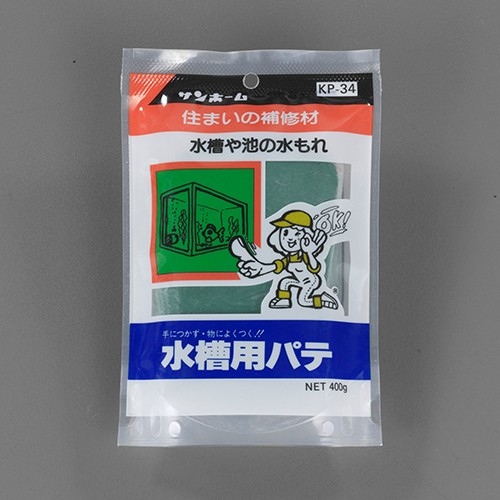 サンホーム
KP-34
住まいの補修材
水槽や池の水もれ
OK!
®
手につかず・物によくつく!!
水槽用パテ
NET 400g